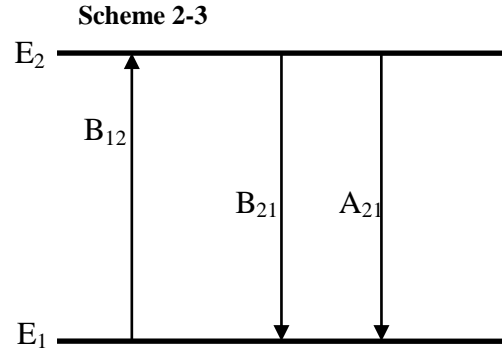 Scheme 2-3
E₂
B₁₂
B₂₁ A₂₁
E₁